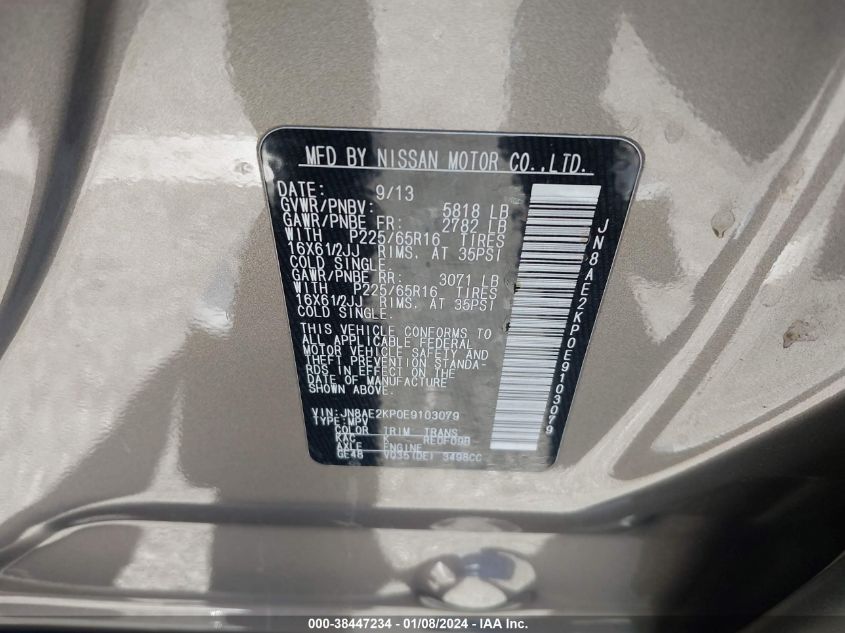 MFD BY NISSAN MOTOR CO.,LTD.
DATE: 9/13
GVWR/PNBV: 5818 LB
GAWR/PNBE FR: 2782 LB
WITH P225/65R16 TIRES
16X61/2JJ RIMS. AT 35PSI
COLD SINGLE.
GAWR/PNBE RR: 3071 LB
WITH P225/65R16 TIRES
16X61/2JJ RIMS. AT 35PSI
COLD SINGLE.
THIS VEHICLE CONFORMS TO
ALL APPLICABLE FEDERAL
MOTOR VEHICLE SAFETY AND
THEFT PREVENTION STANDA-
RDS IN EFFECT ON THE
DATE OF MANUFACTURE
SHOWN ABOVE.
VIN: JN8AE2KP0E9103079
TYPE: MPV
COLOR TRIM TRANS
KAC K RE0F09B
AXLE ENGINE
GE48 VQ35(DE) 3498CC
JN8AE2KP0E9103079
000-38447234 - 01/08/2024 - IAA Inc.